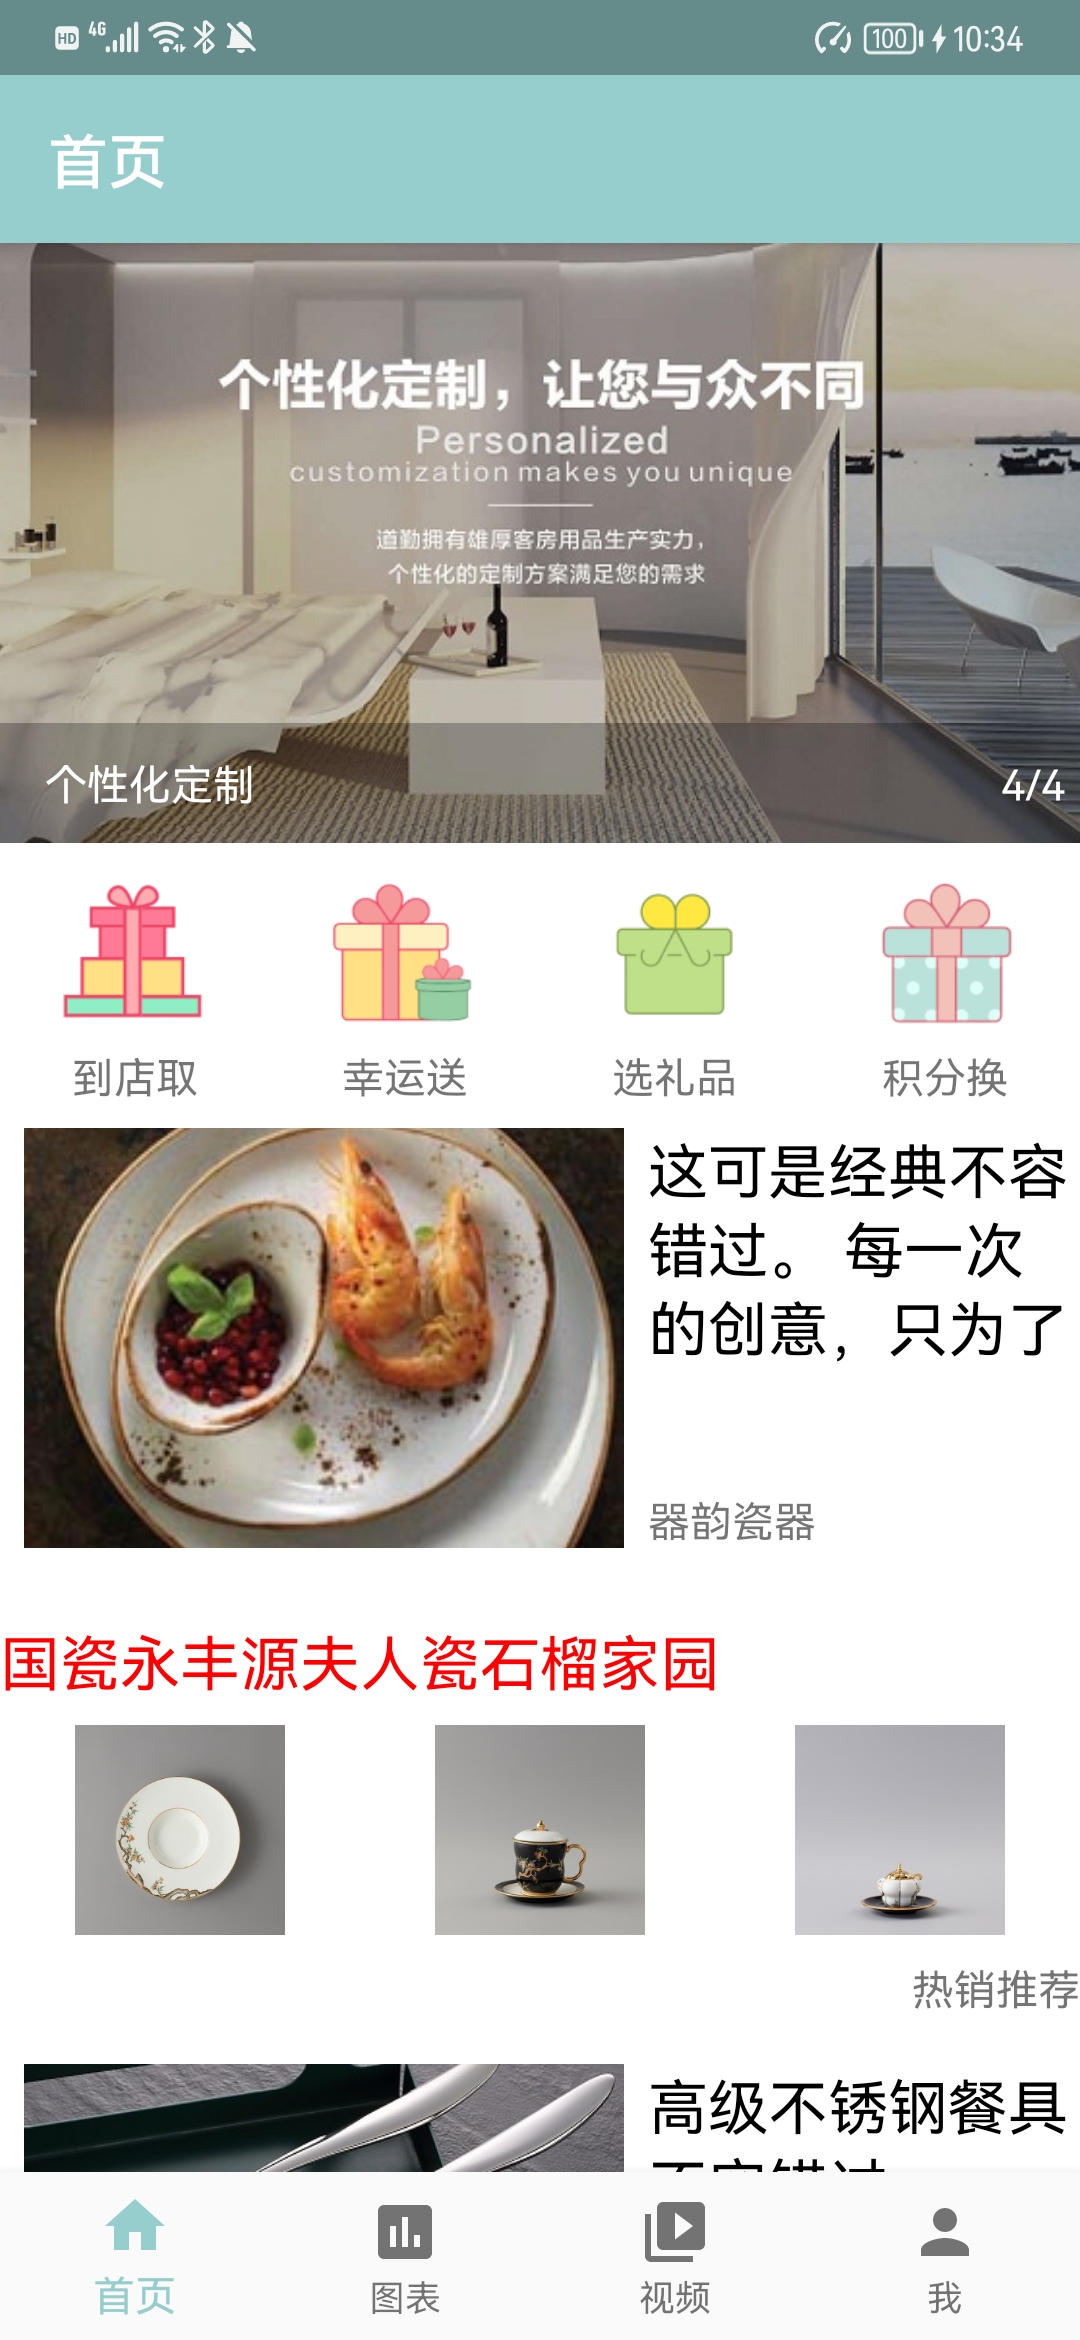 HD 4G 100 10:34
首页
个性化定制，让您与众不同
Personalized
customization makes you unique
道勤拥有雄厚客房用品生产实力，
个性化的定制方案满足您的需求
个性化定制 4/4
到店取 幸运送 选礼品 积分换
这可是经典不容
错过。 每一次
的创意，只为了
器韵瓷器
国瓷永丰源夫人瓷石榴家园
热销推荐
高级不锈钢餐具
首页 图表 视频 我